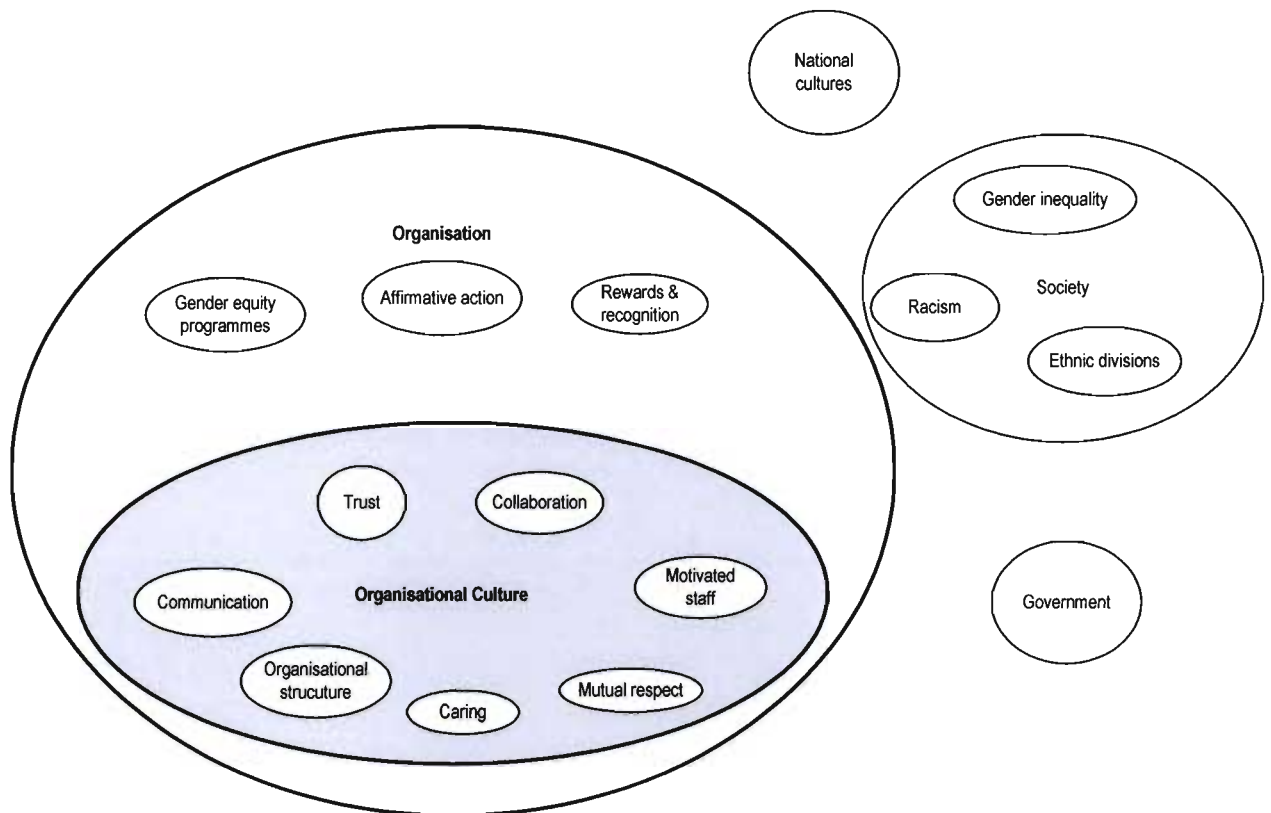 National
cultures
Gender inequality
Organisation
Gender equity
programmes
Affirmative action
Rewards &
recognition
Racism
Society
Ethnic divisions
Trust
Collaboration
Communication
Organisational Culture
Motivated
staff
Government
Organisational
strucuture
Caring
Mutual respect